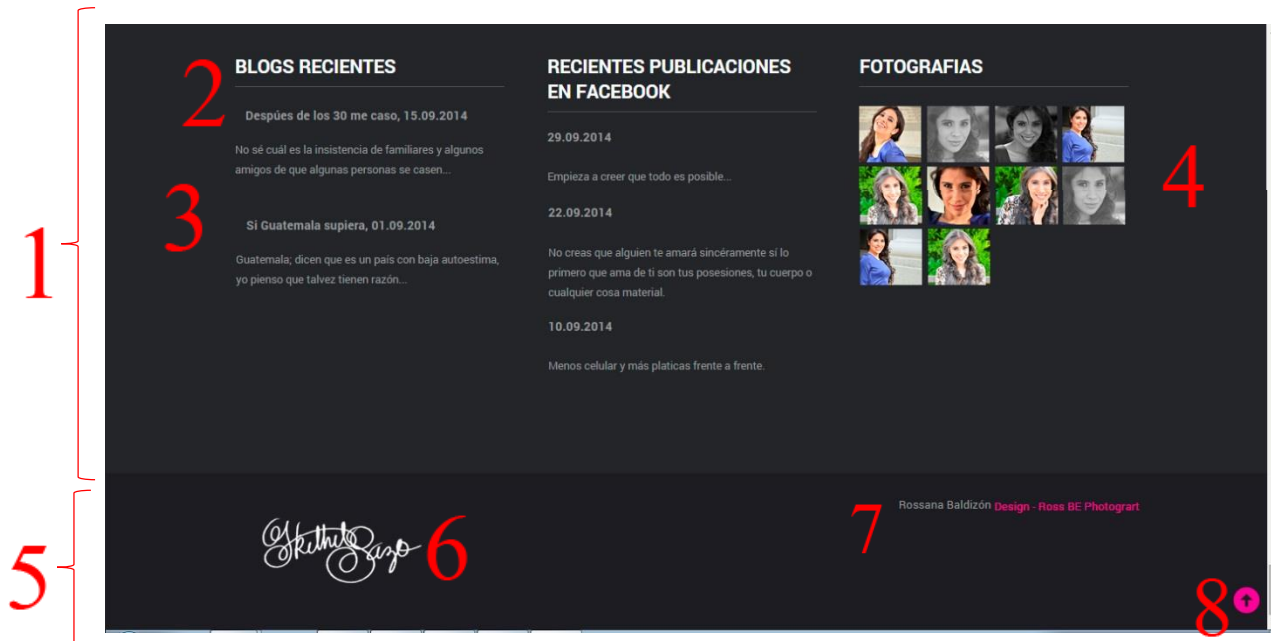 1
2
BLOGS RECIENTES
Despúes de los 30 me caso, 15.09.2014
No sé cuál es la insistencia de familiares y algunos
amigos de que algunas personas se casen...
3
Si Guatemala supiera, 01.09.2014
Guatemala; dicen que es un país con baja autoestima,
yo pienso que talvez tienen razón...
RECIENTES PUBLICACIONES
EN FACEBOOK
29.09.2014
Empieza a creer que todo es posible...
22.09.2014
No creas que alguien te amará sincéramente sí lo
primero que ama de ti son tus posesiones, tu cuerpo o
cualquier cosa material.
10.09.2014
Menos celular y más platicas frente a frente.
FOTOGRAFIAS
4
5
Skethel Sazo
6
7
Rossana Baldizón Design - Ross BE Photogrart
8